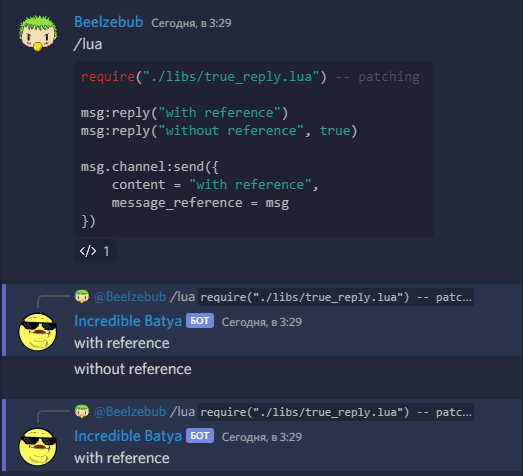 Beelzebub Сегодня, в 3:29
/lua
require("./libs/true_reply.lua") -- patching
msg:reply("with reference")
msg:reply("without reference", true)
msg.channel:send({
    content = "with reference",
    message_reference = msg
})
</> 1
@Beelzebub /lua require("./libs/true_reply.lua") -- patc...
Incredible Batya БОТ Сегодня, в 3:29
with reference
without reference
@Beelzebub /lua require("./libs/true_reply.lua") -- patc...
Incredible Batya БОТ Сегодня, в 3:29
with reference